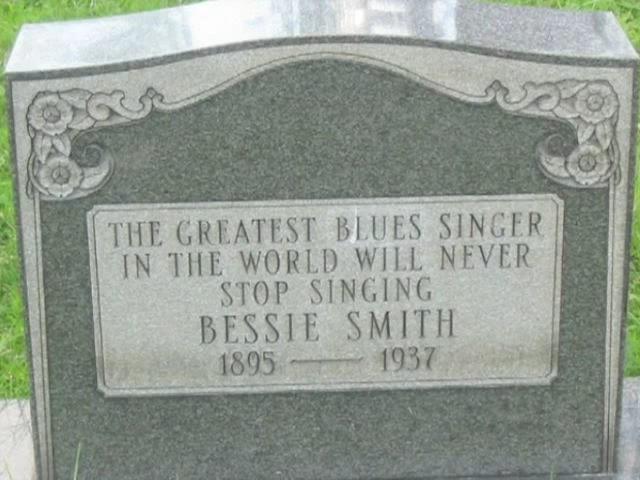 THE GREATEST BLUES SINGER
IN THE WORLD WILL NEVER
STOP SINGING
BESSIE SMITH
1895 — 1937